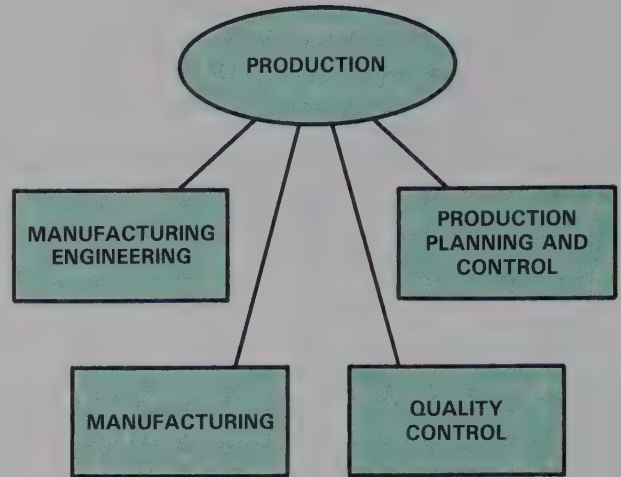 PRODUCTION
MANUFACTURING
ENGINEERING
PRODUCTION
PLANNING AND
CONTROL
MANUFACTURING
QUALITY
CONTROL